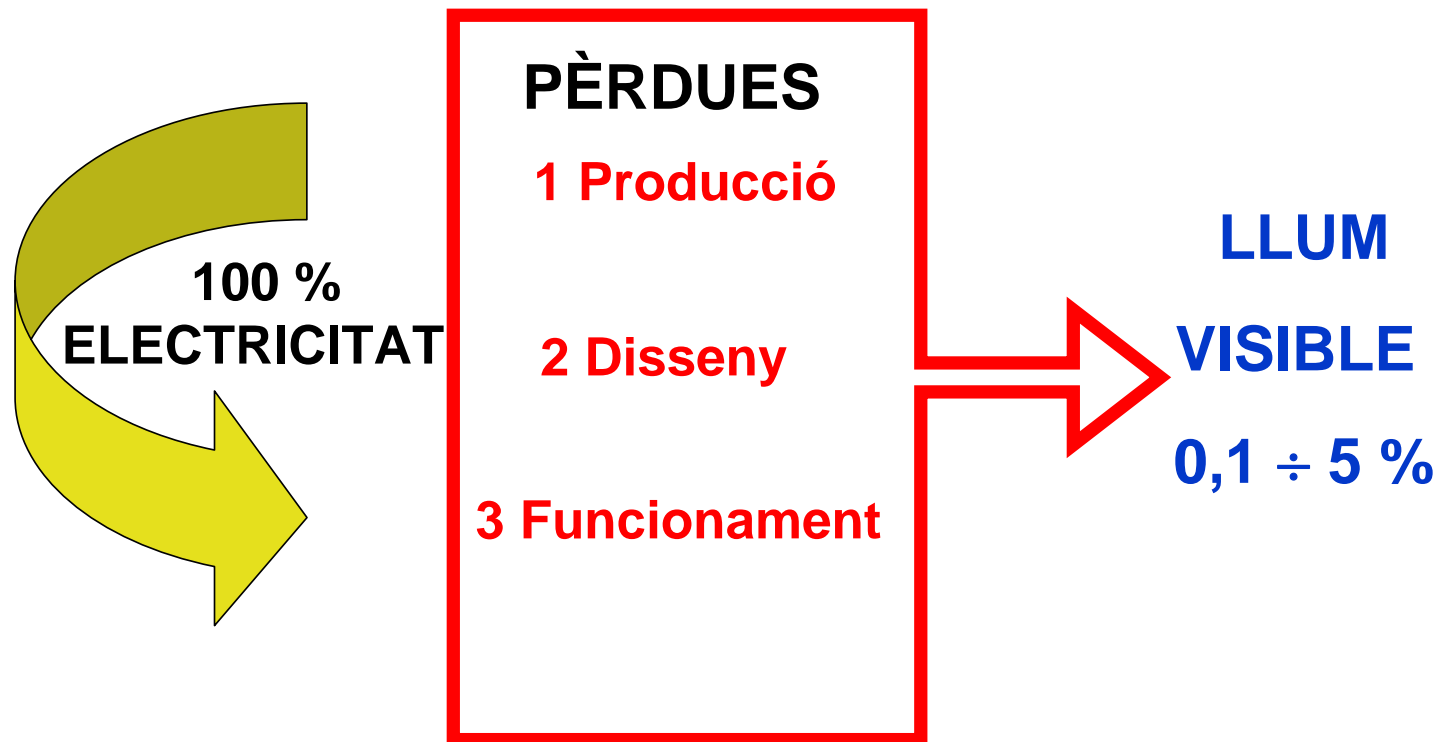 100 %
ELECTRICITAT
PÈRDUES
1 Producció
2 Disseny
3 Funcionament
LLUM
VISIBLE
0,1 ÷ 5 %